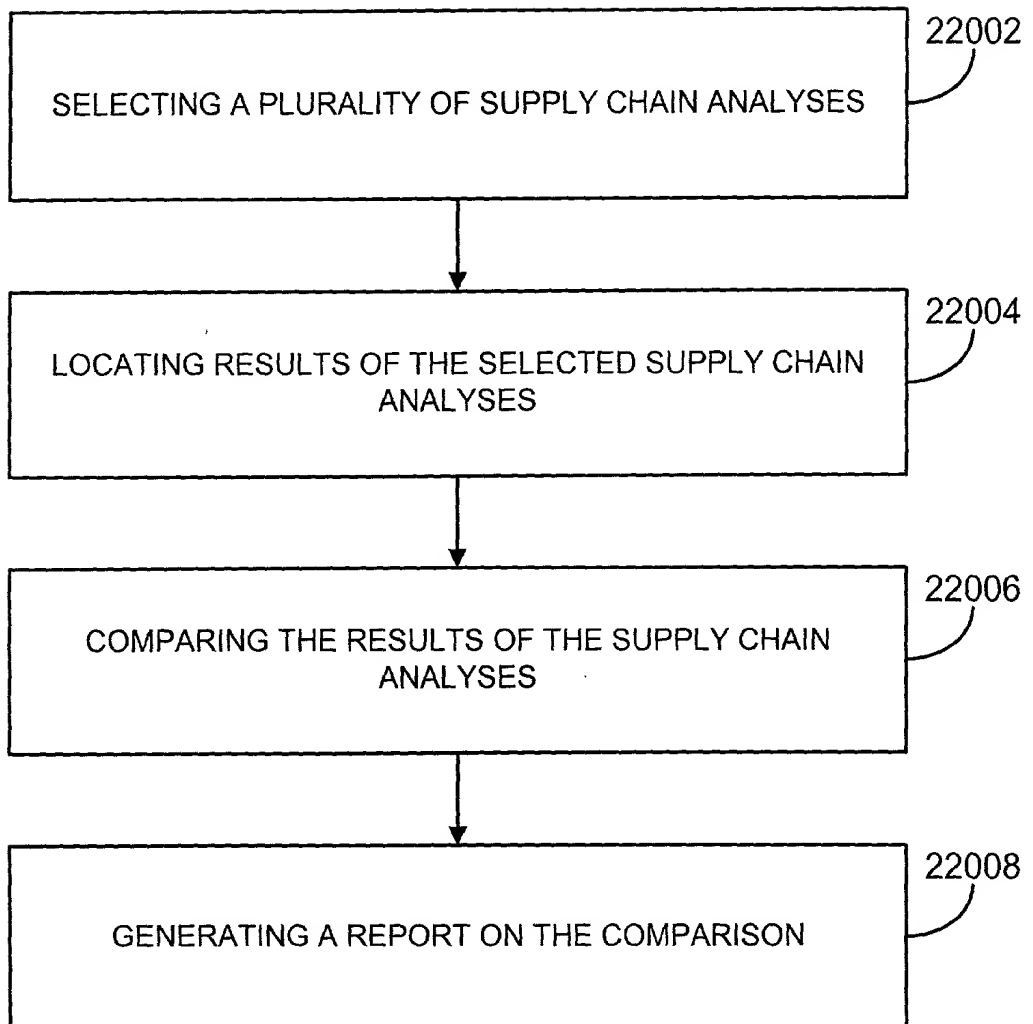 22002
SELECTING A PLURALITY OF SUPPLY CHAIN ANALYSES
22004
LOCATING RESULTS OF THE SELECTED SUPPLY CHAIN
ANALYSES
22006
COMPARING THE RESULTS OF THE SUPPLY CHAIN
ANALYSES
22008
GENERATING A REPORT ON THE COMPARISON